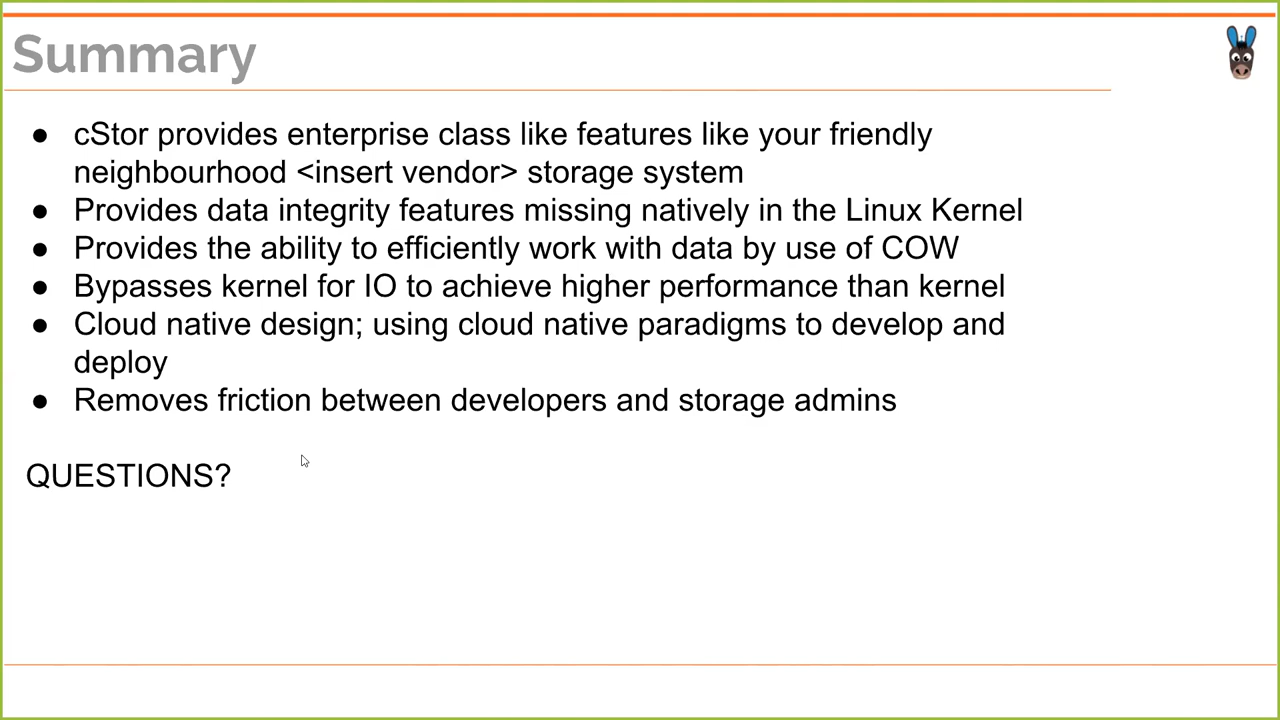 Summary
● cStor provides enterprise class like features like your friendly
neighbourhood <insert vendor> storage system
● Provides data integrity features missing natively in the Linux Kernel
● Provides the ability to efficiently work with data by use of COW
● Bypasses kernel for IO to achieve higher performance than kernel
● Cloud native design; using cloud native paradigms to develop and
deploy
● Removes friction between developers and storage admins
QUESTIONS?